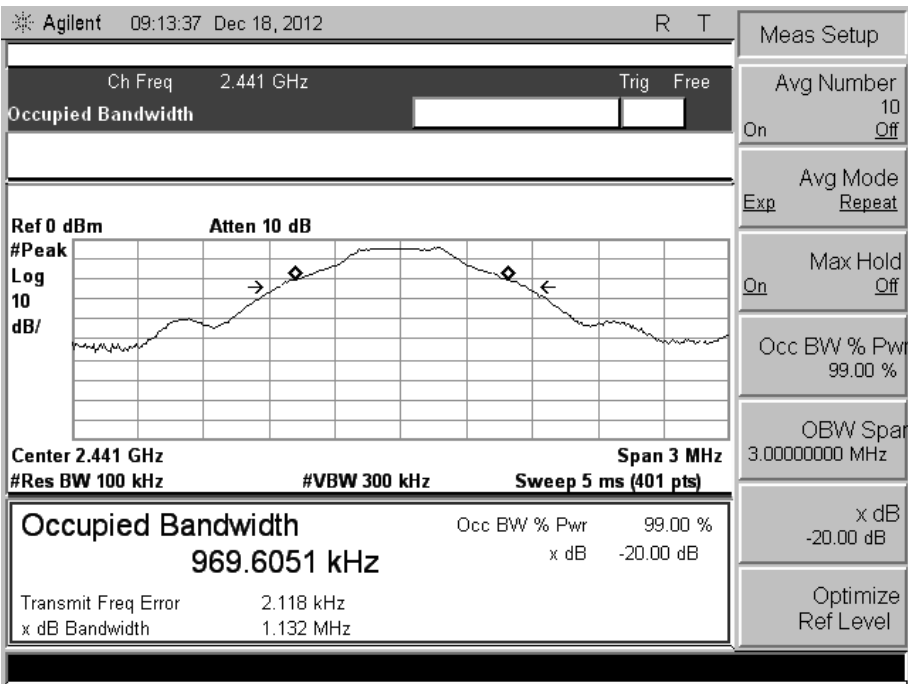 Agilent 09:13:37 Dec 18, 2012 R T
Ch Freq 2.441 GHz Trig Free
Occupied Bandwidth
Ref 0 dBm Atten 10 dB
#Peak
Log
10
dB/
Center 2.441 GHz Span 3 MHz
#Res BW 100 kHz #VBW 300 kHz Sweep 5 ms (401 pts)
Occupied Bandwidth
969.6051 kHz
Occ BW % Pwr 99.00 %
x dB -20.00 dB
Transmit Freq Error 2.118 kHz
x dB Bandwidth 1.132 MHz
Meas Setup
Avg Number
10
On Off
Avg Mode
Exp Repeat
Max Hold
On Off
Occ BW % Pwr
99.00 %
OBW Span
3.00000000 MHz
x dB
-20.00 dB
Optimize
Ref Level